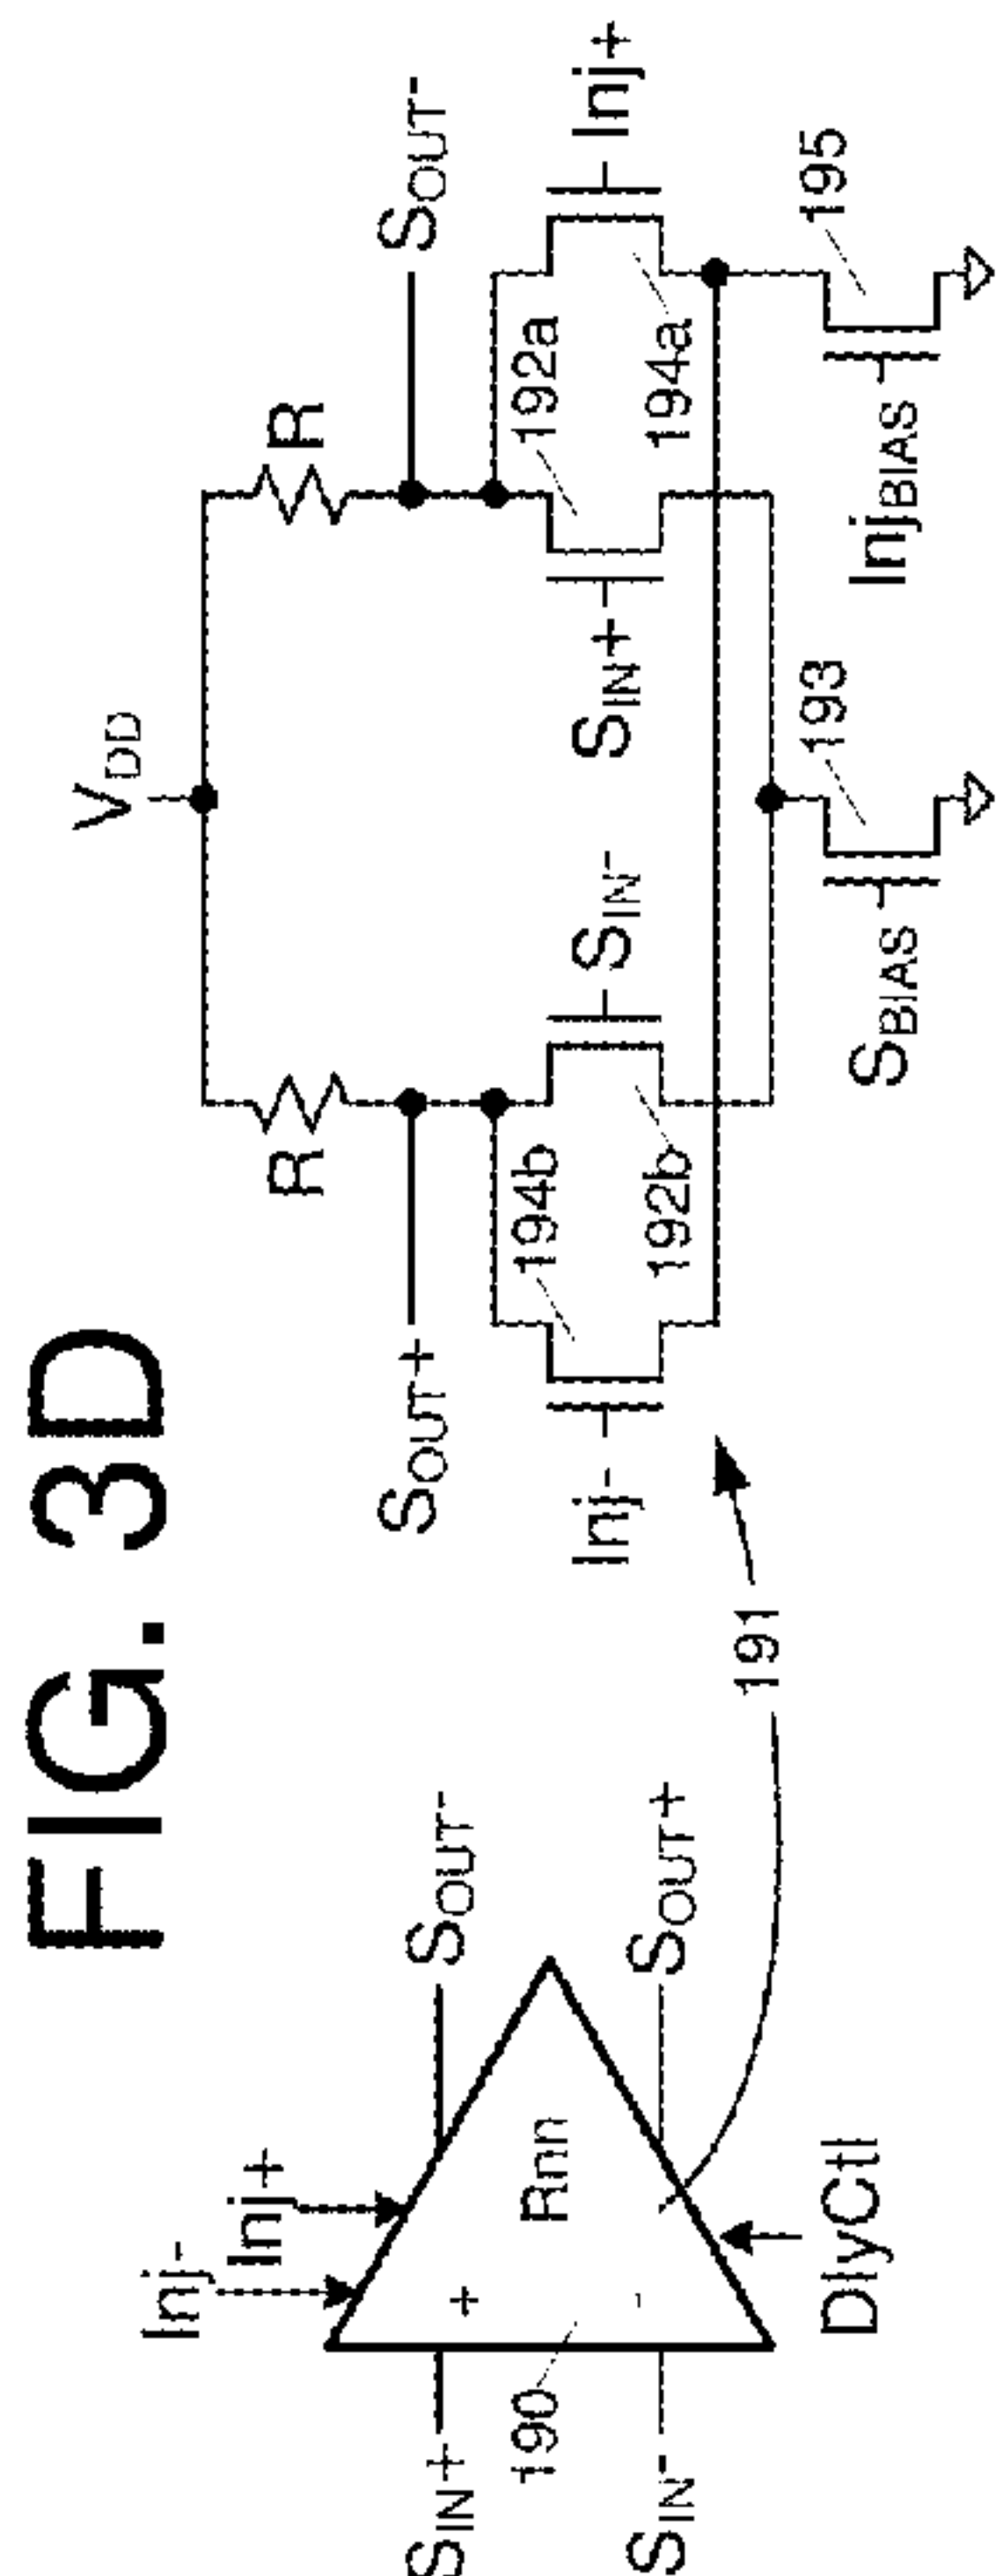 FIG. 3D
Inj-
Inj+
SIN+
SIN-
+
-
190
Rnn
SOUT-
SOUT+
DlyCtl
191
VDD
R
R
SOUT+
SOUT-
194b
192a
Inj-
SIN-
SIN+
Inj+
192b
194a
193
195
SBIAS
InjBIAS